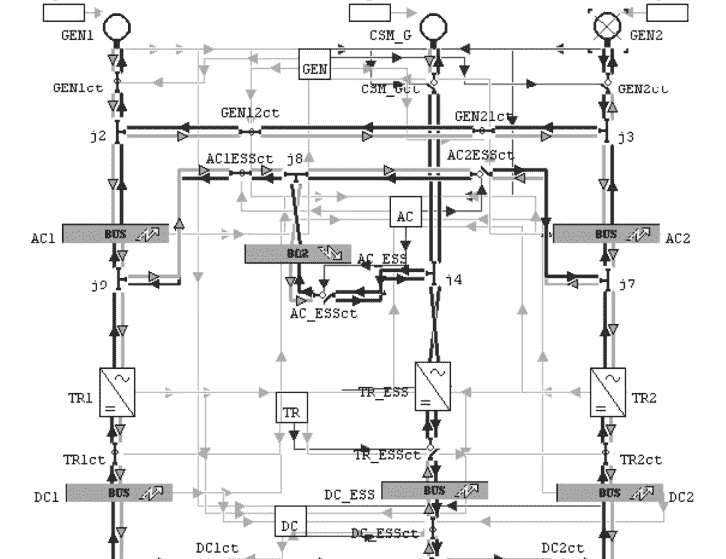 GEN1
CSM_G
GEN2
GEN
GEN1ct
CSM_Gct
GEN2ct
GEN12ct
GEN21ct
j2
j3
AC1ESSct
j8
AC2ESSct
AC
AC1
BUS
BUS
AC2
AC_ESS
j9
j4
j7
AC_ESSct
TR1
TR_ESS
TR2
TR
TR1ct
TR_ESSct
TR2ct
DC1
BUS
DC_ESS
BUS
BUS
DC2
DC
DC_ESSct
DC1ct
DC2ct